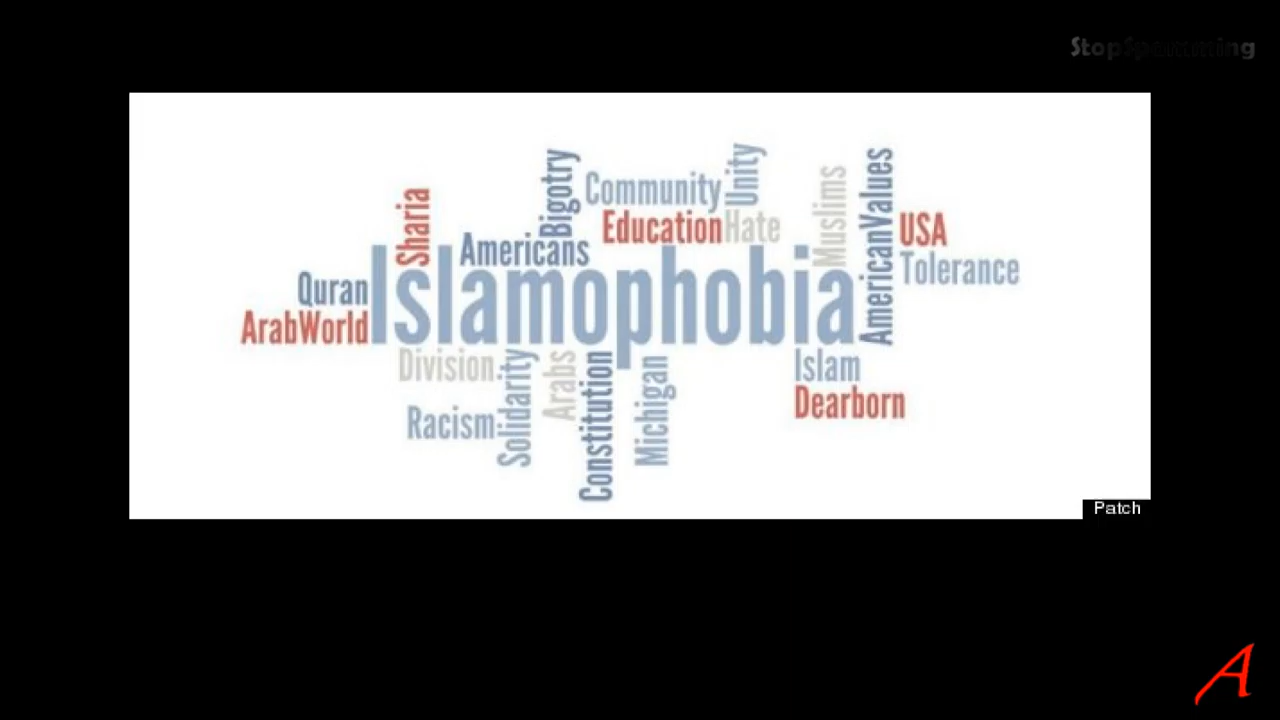 StopSpamming
Bigotry
Community
Unity
Sharia
Education
Hate
Muslims
AmericanValues
USA
Americans
Tolerance
Quran
Islamophobia
ArabWorld
Division
Solidarity
Arabs
Constitution
Michigan
Islam
Racism
Dearborn
Patch
A